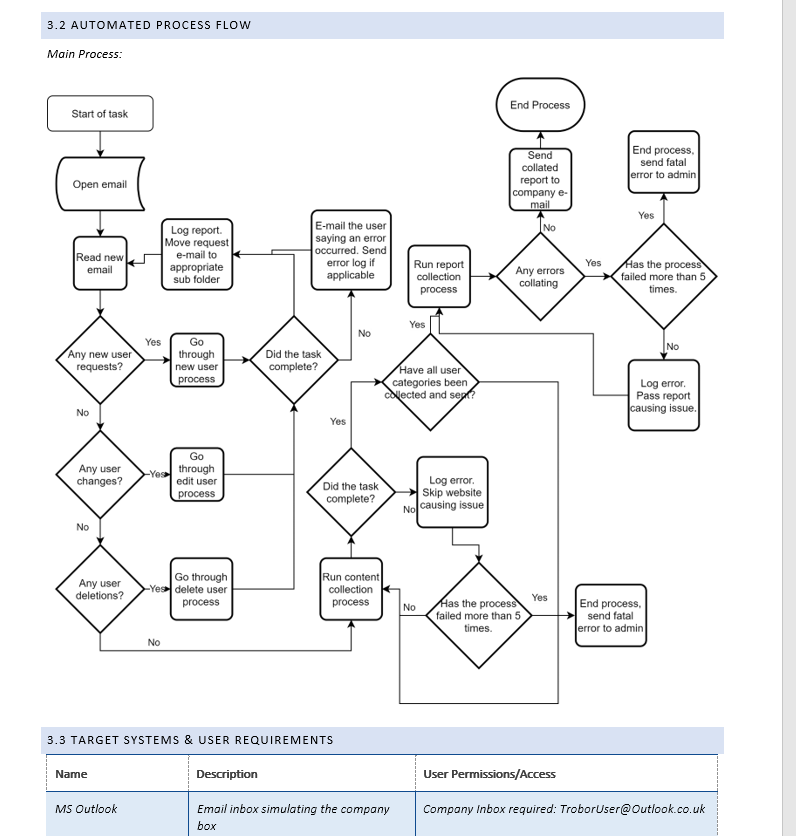 3.2 AUTOMATED PROCESS FLOW
Main Process:
Start of task
Open email
Read new
email
Log report.
Move request
e-mail to
appropriate
sub folder
E-mail the user
saying an error
occurred. Send
error log if
applicable
Any new user
requests?
Yes
Go
through
new user
process
Did the task
complete?
No
No
Any user
changes?
Yes
Go
through
edit user
process
No
Any user
deletions?
Yes
Go through
delete user
process
No
Run content
collection
process
Did the task
complete?
Yes
No
Log error.
Skip website
causing issue
Has the process
failed more than 5
times.
No
Yes
End process,
send fatal
error to admin
Have all user
categories been
collected and sent?
Yes
Run report
collection
process
Any errors
collating
No
Send
collated
report to
company e-
mail
End Process
Yes
Has the process
failed more than 5
times.
Yes
End process,
send fatal
error to admin
No
Log error.
Pass report
causing issue.
3.3 TARGET SYSTEMS & USER REQUIREMENTS
Name
Description
User Permissions/Access
MS Outlook
Email inbox simulating the company
box
Company Inbox required: TroborUser@Outlook.co.uk